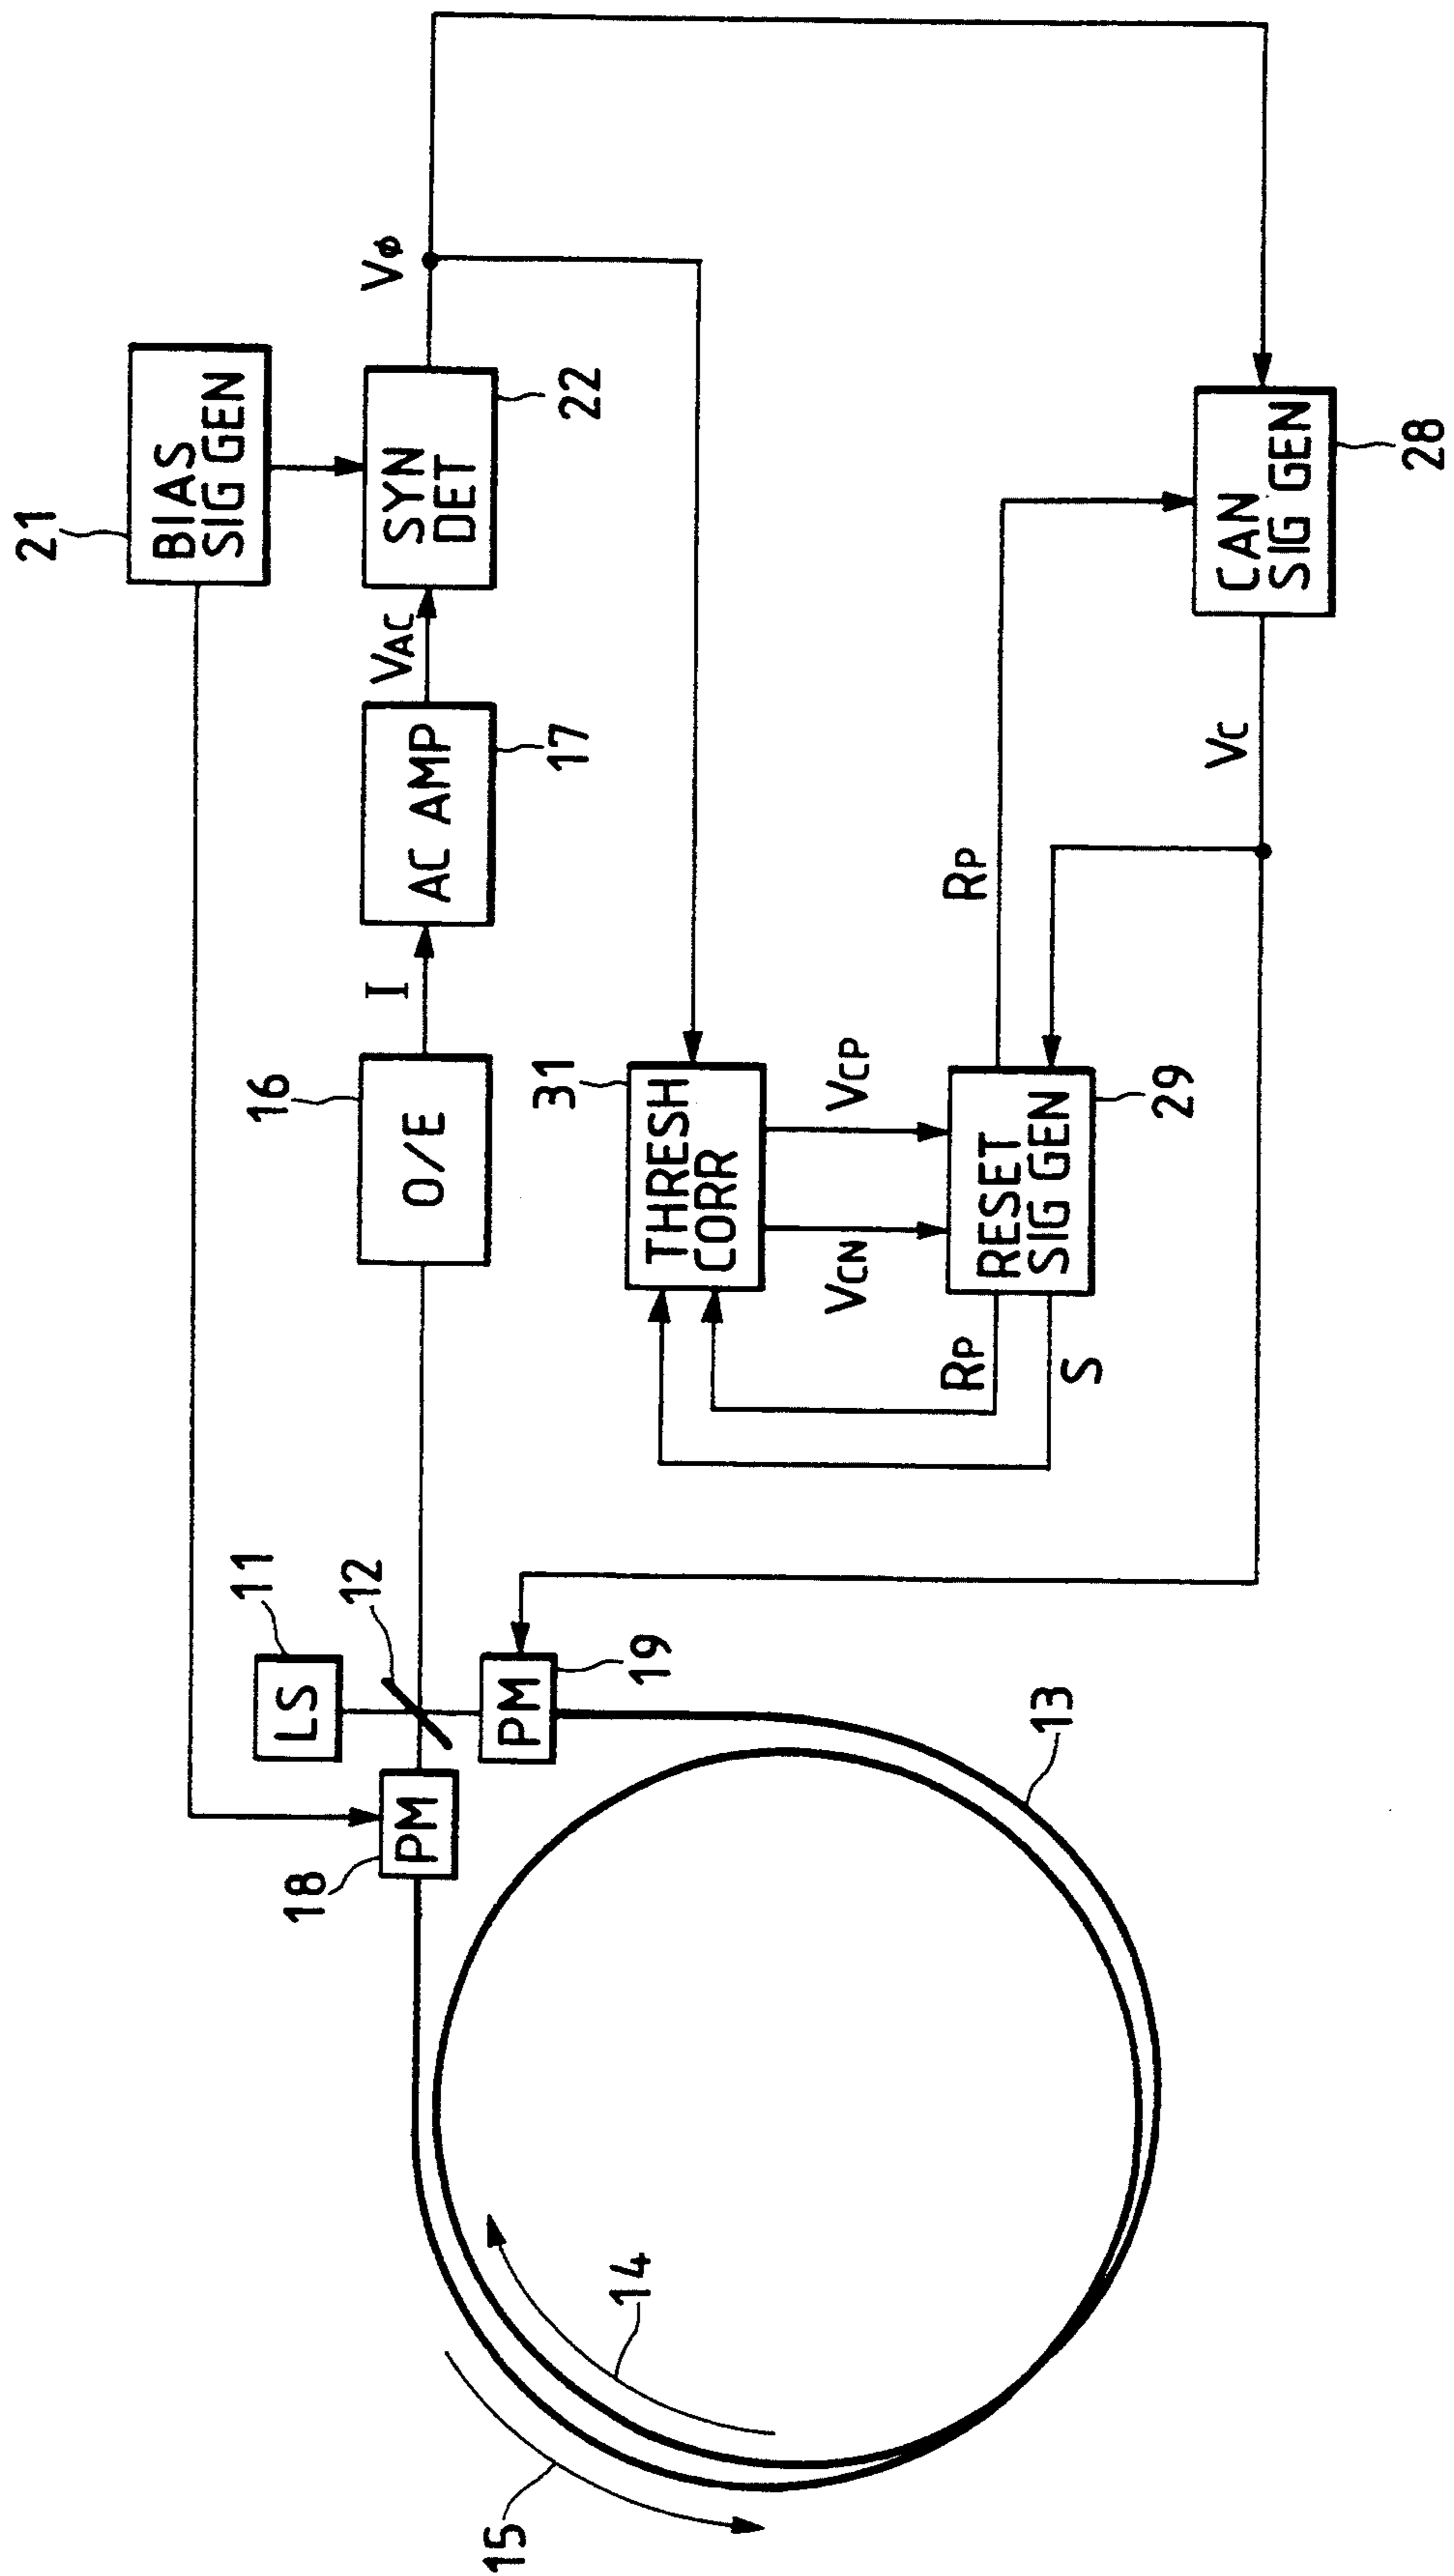 21
BIAS
SIG GEN
Vφ
SYN
DET
22
VAC
AC AMP
17
I
O/E
16
11
LS
12
18
PM
PM
19
31
THRESH
CORR
VCP
VCN
RP
RESET
SIG GEN
29
RP
S
CAN
SIG GEN
28
VC
13
14
15